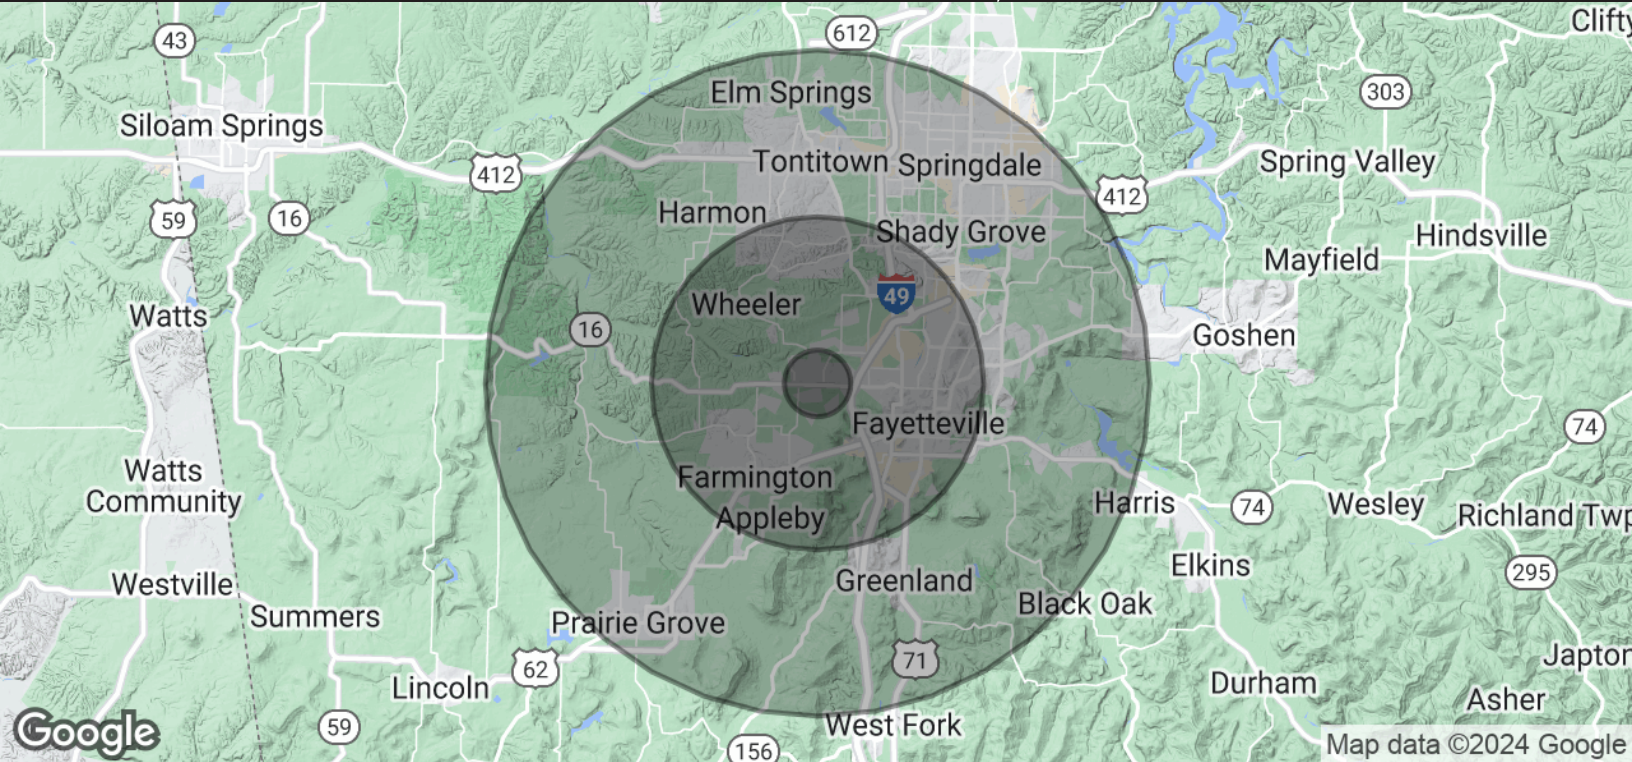 612
Clifty
43
303
Elm Springs
Siloam Springs
Tontitown
Springdale
Spring Valley
412
412
59
16
Harmon
Shady Grove
Hindsville
Mayfield
49
Wheeler
Watts
16
Goshen
Fayetteville
74
Watts
Community
Farmington
Harris
74
Wesley
Richland Twp
Appleby
Westville
Greenland
Elkins
295
Summers
Prairie Grove
Black Oak
62
71
Japton
Lincoln
Durham
Asher
59
West Fork
156
Google
Map data ©2024 Google